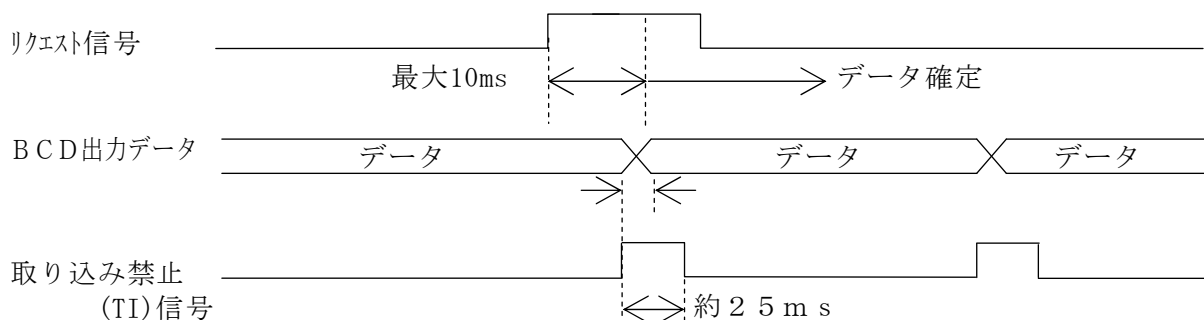 ﾘｸｴｽﾄ信号
最大10ms
データ確定
ＢＣＤ出力データ
データ
データ
データ
取り込み禁止
(TI)信号
約２５ｍｓ